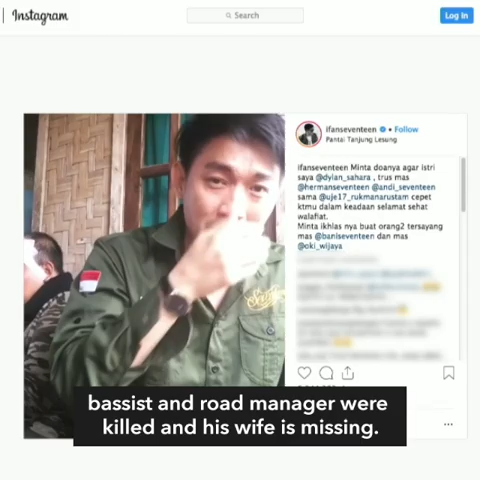 Instagram
Search
Log In
ifanseventeen • Follow
Pantai Tanjung Lesung
ifanseventeen Minta doanya agar istri
saya @dylan_sahara , trus mas
@hermanseventeen @andi_seventeen
sama @uje17_rukmanarustam cepet
ktmu dalam keadaan selamat sehat
walafiat.
Minta ikhlas nya buat orang2 tersayang
mas @baniseventeen dan mas
@oki_wijaya
bassist and road manager were
killed and his wife is missing.